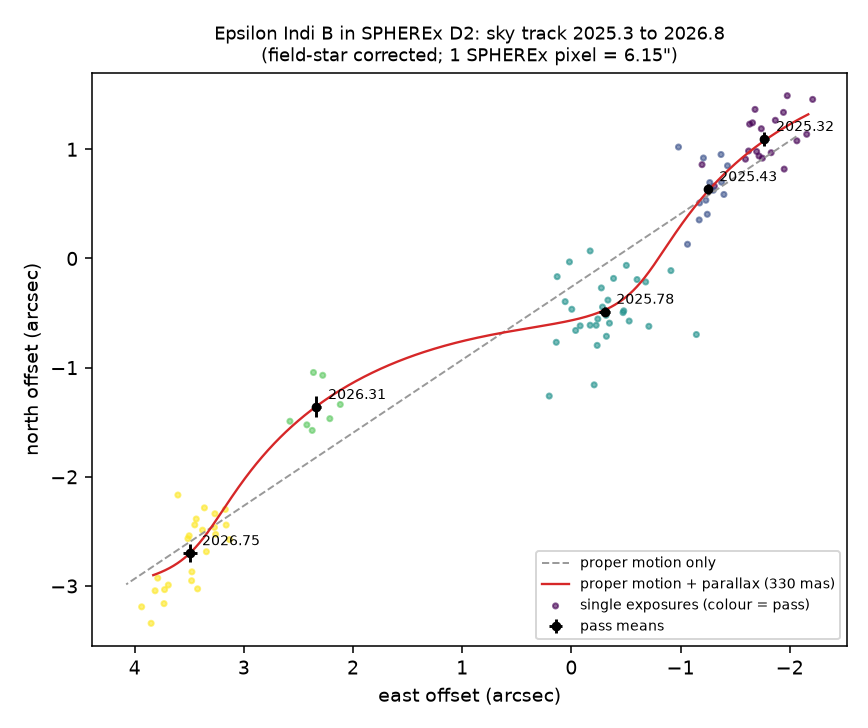 Epsilon Indi B in SPHEREx D2: sky track 2025.3 to 2026.8
(field-star corrected; 1 SPHEREx pixel = 6.15")
north offset (arcsec)
1
0
−1
−2
−3
2025.32
2025.43
2025.78
2026.31
2026.75
proper motion only
proper motion + parallax (330 mas)
single exposures (colour = pass)
pass means
4 3 2 1 0 −1 −2
east offset (arcsec)